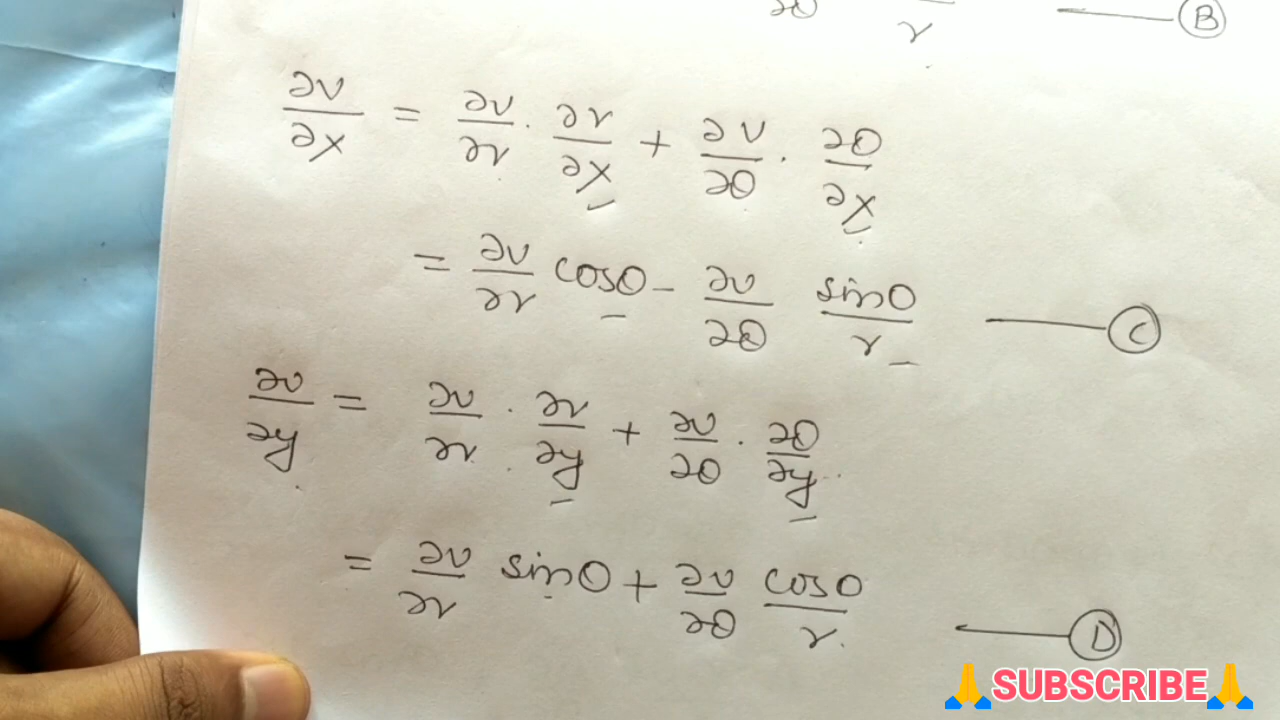 ∂θ r —— (B)
∂v/∂x = ∂v/∂r · ∂r/∂x + ∂v/∂θ · ∂θ/∂x
= ∂v/∂r cosθ - ∂v/∂θ sinθ/r —— (C)
∂v/∂y = ∂v/∂r · ∂r/∂y + ∂v/∂θ · ∂θ/∂y
= ∂v/∂r sinθ + ∂v/∂θ cosθ/r —— (D)
🙏SUBSCRIBE🙏